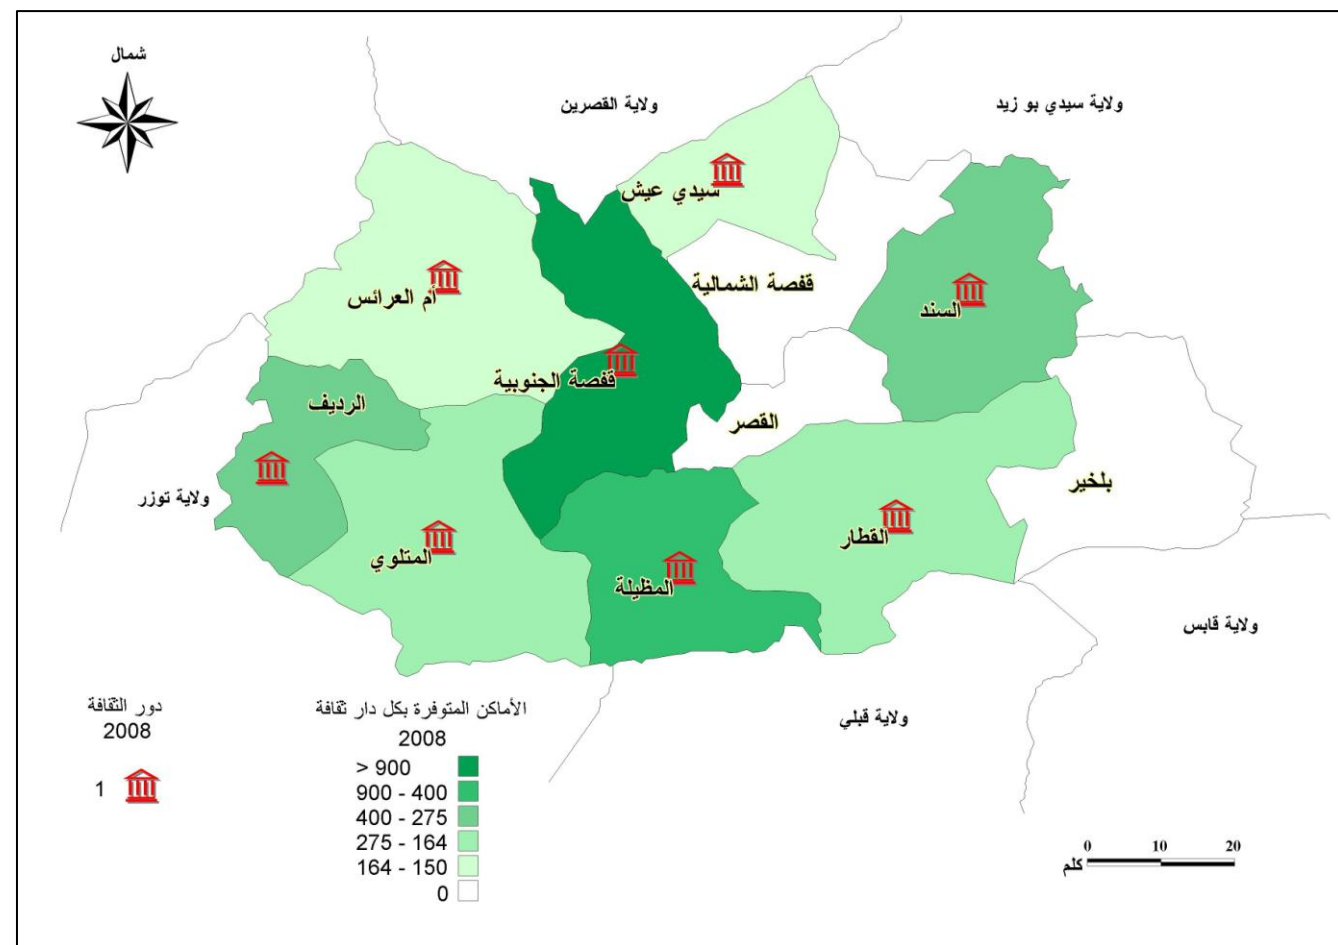 شمال
ولاية القصرين
ولاية سيدي بو زيد
سيدي عيش
قفصة الشمالية
أم العرائس
السند
قفصة الجنوبية
الرديف
القصر
بلخير
ولاية توزر
القطار
المتلوي
المظيلة
ولاية قابس
ولاية قبلي
دور الثقافة
2008
1
الأماكن المتوفرة بكل دار ثقافة
2008
> 900
900 - 400
400 - 275
275 - 164
164 - 150
0
0 10 20
كلم